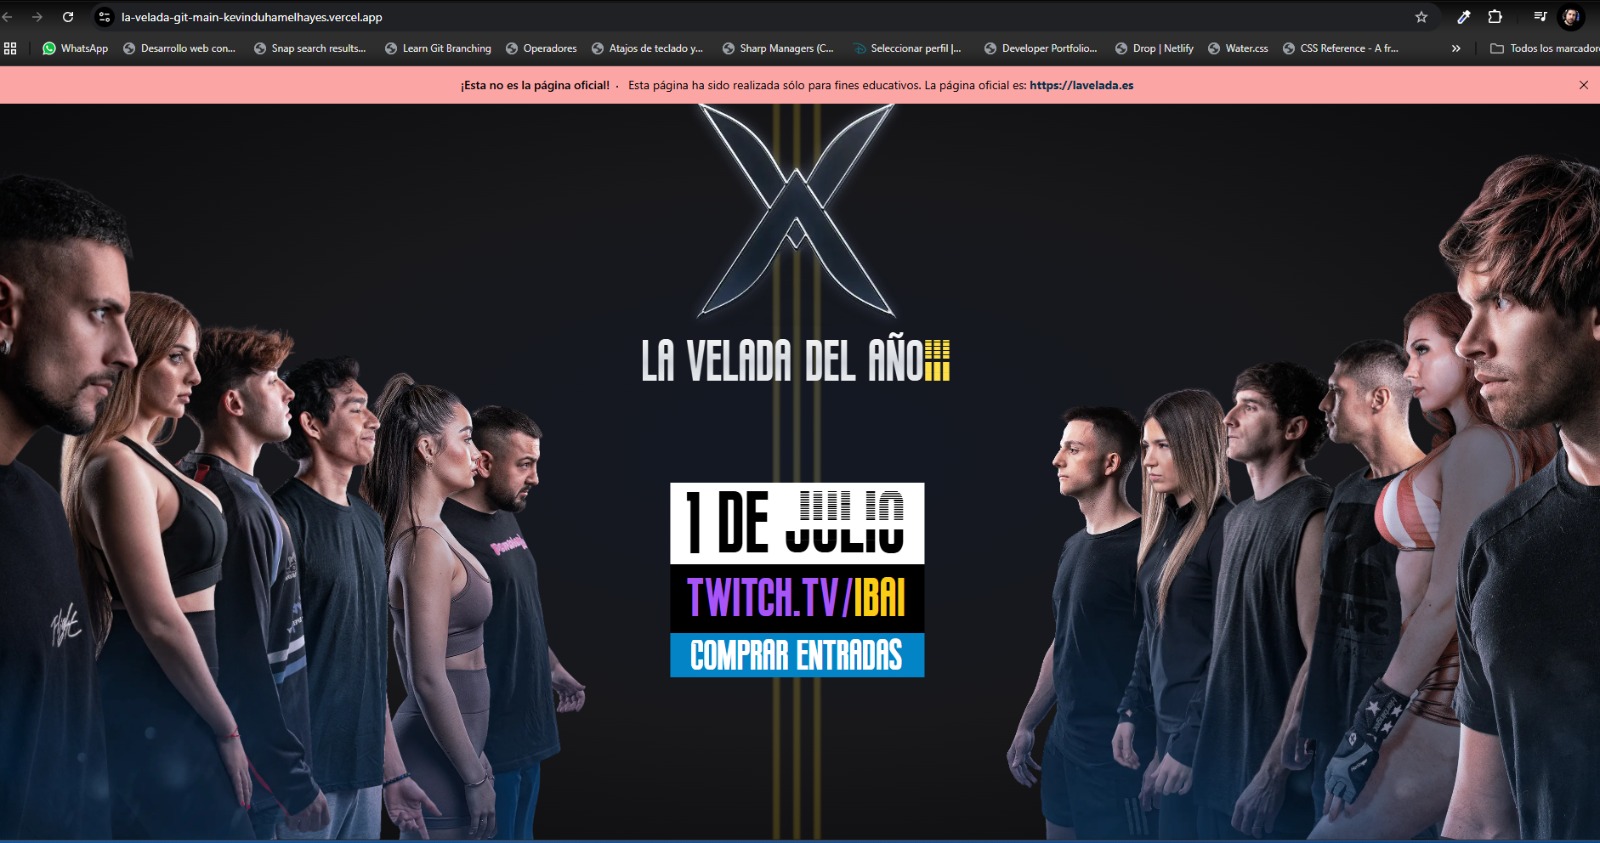 la-velada-git-main-kevinduhamelhayes.vercel.app
WhatsApp
Desarrollo web con...
Snap search results...
Learn Git Branching
Operadores
Atajos de teclado y...
Sharp Managers (C...
Seleccionar perfil |...
Developer Portfolio...
Drop | Netlify
Water.css
CSS Reference - A fr...
»
Todos los marcadore
¡Esta no es la página oficial! · Esta página ha sido realizada sólo para fines educativos. La página oficial es: https://lavelada.es
LA VELADA DEL AÑO III
1 DE JULIO
TWITCH.TV/IBAI
COMPRAR ENTRADAS